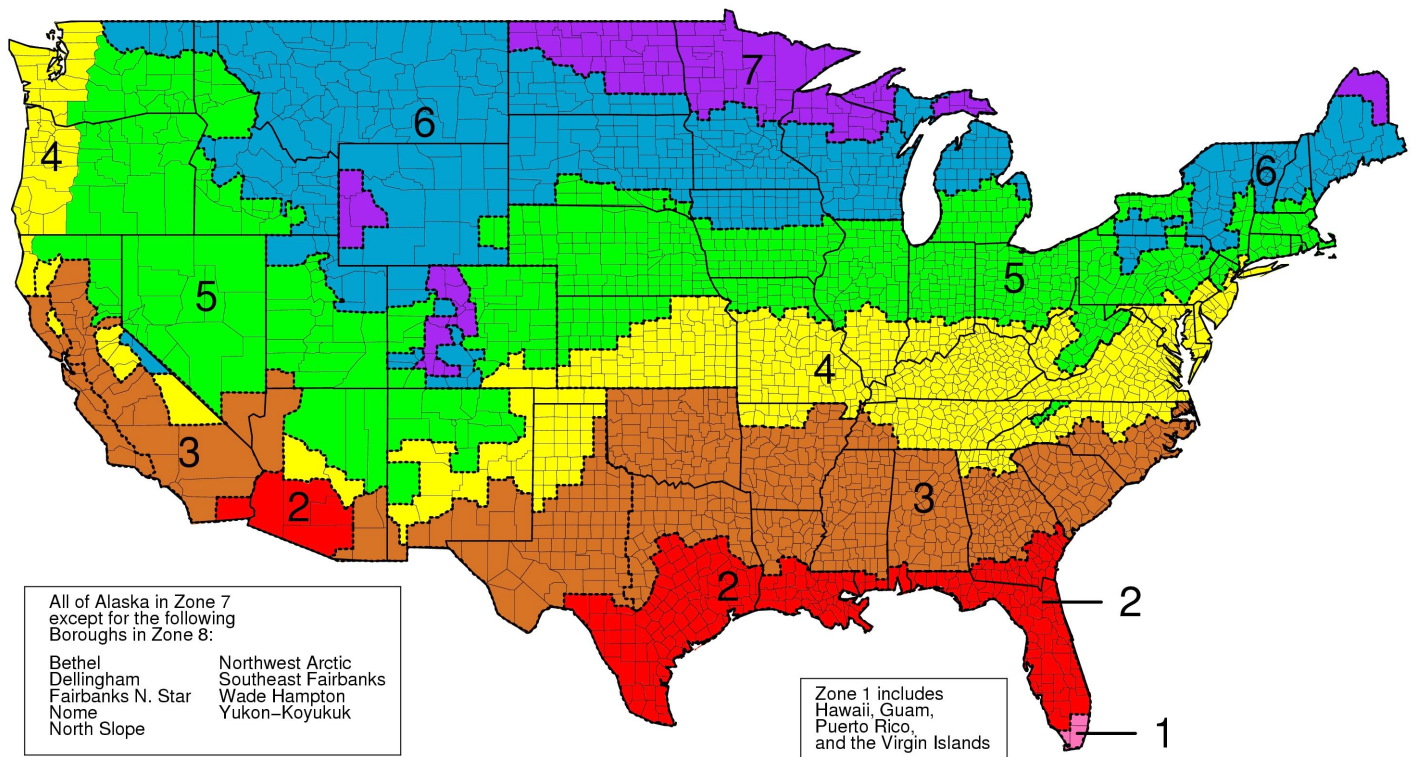 7
6
4
6
5
5
4
3
3
2
2
2
1
All of Alaska in Zone 7
except for the following
Boroughs in Zone 8:
Bethel
Dellingham
Fairbanks N. Star
Nome
North Slope
Northwest Arctic
Southeast Fairbanks
Wade Hampton
Yukon-Koyukuk
Zone 1 includes
Hawaii, Guam,
Puerto Rico,
and the Virgin Islands